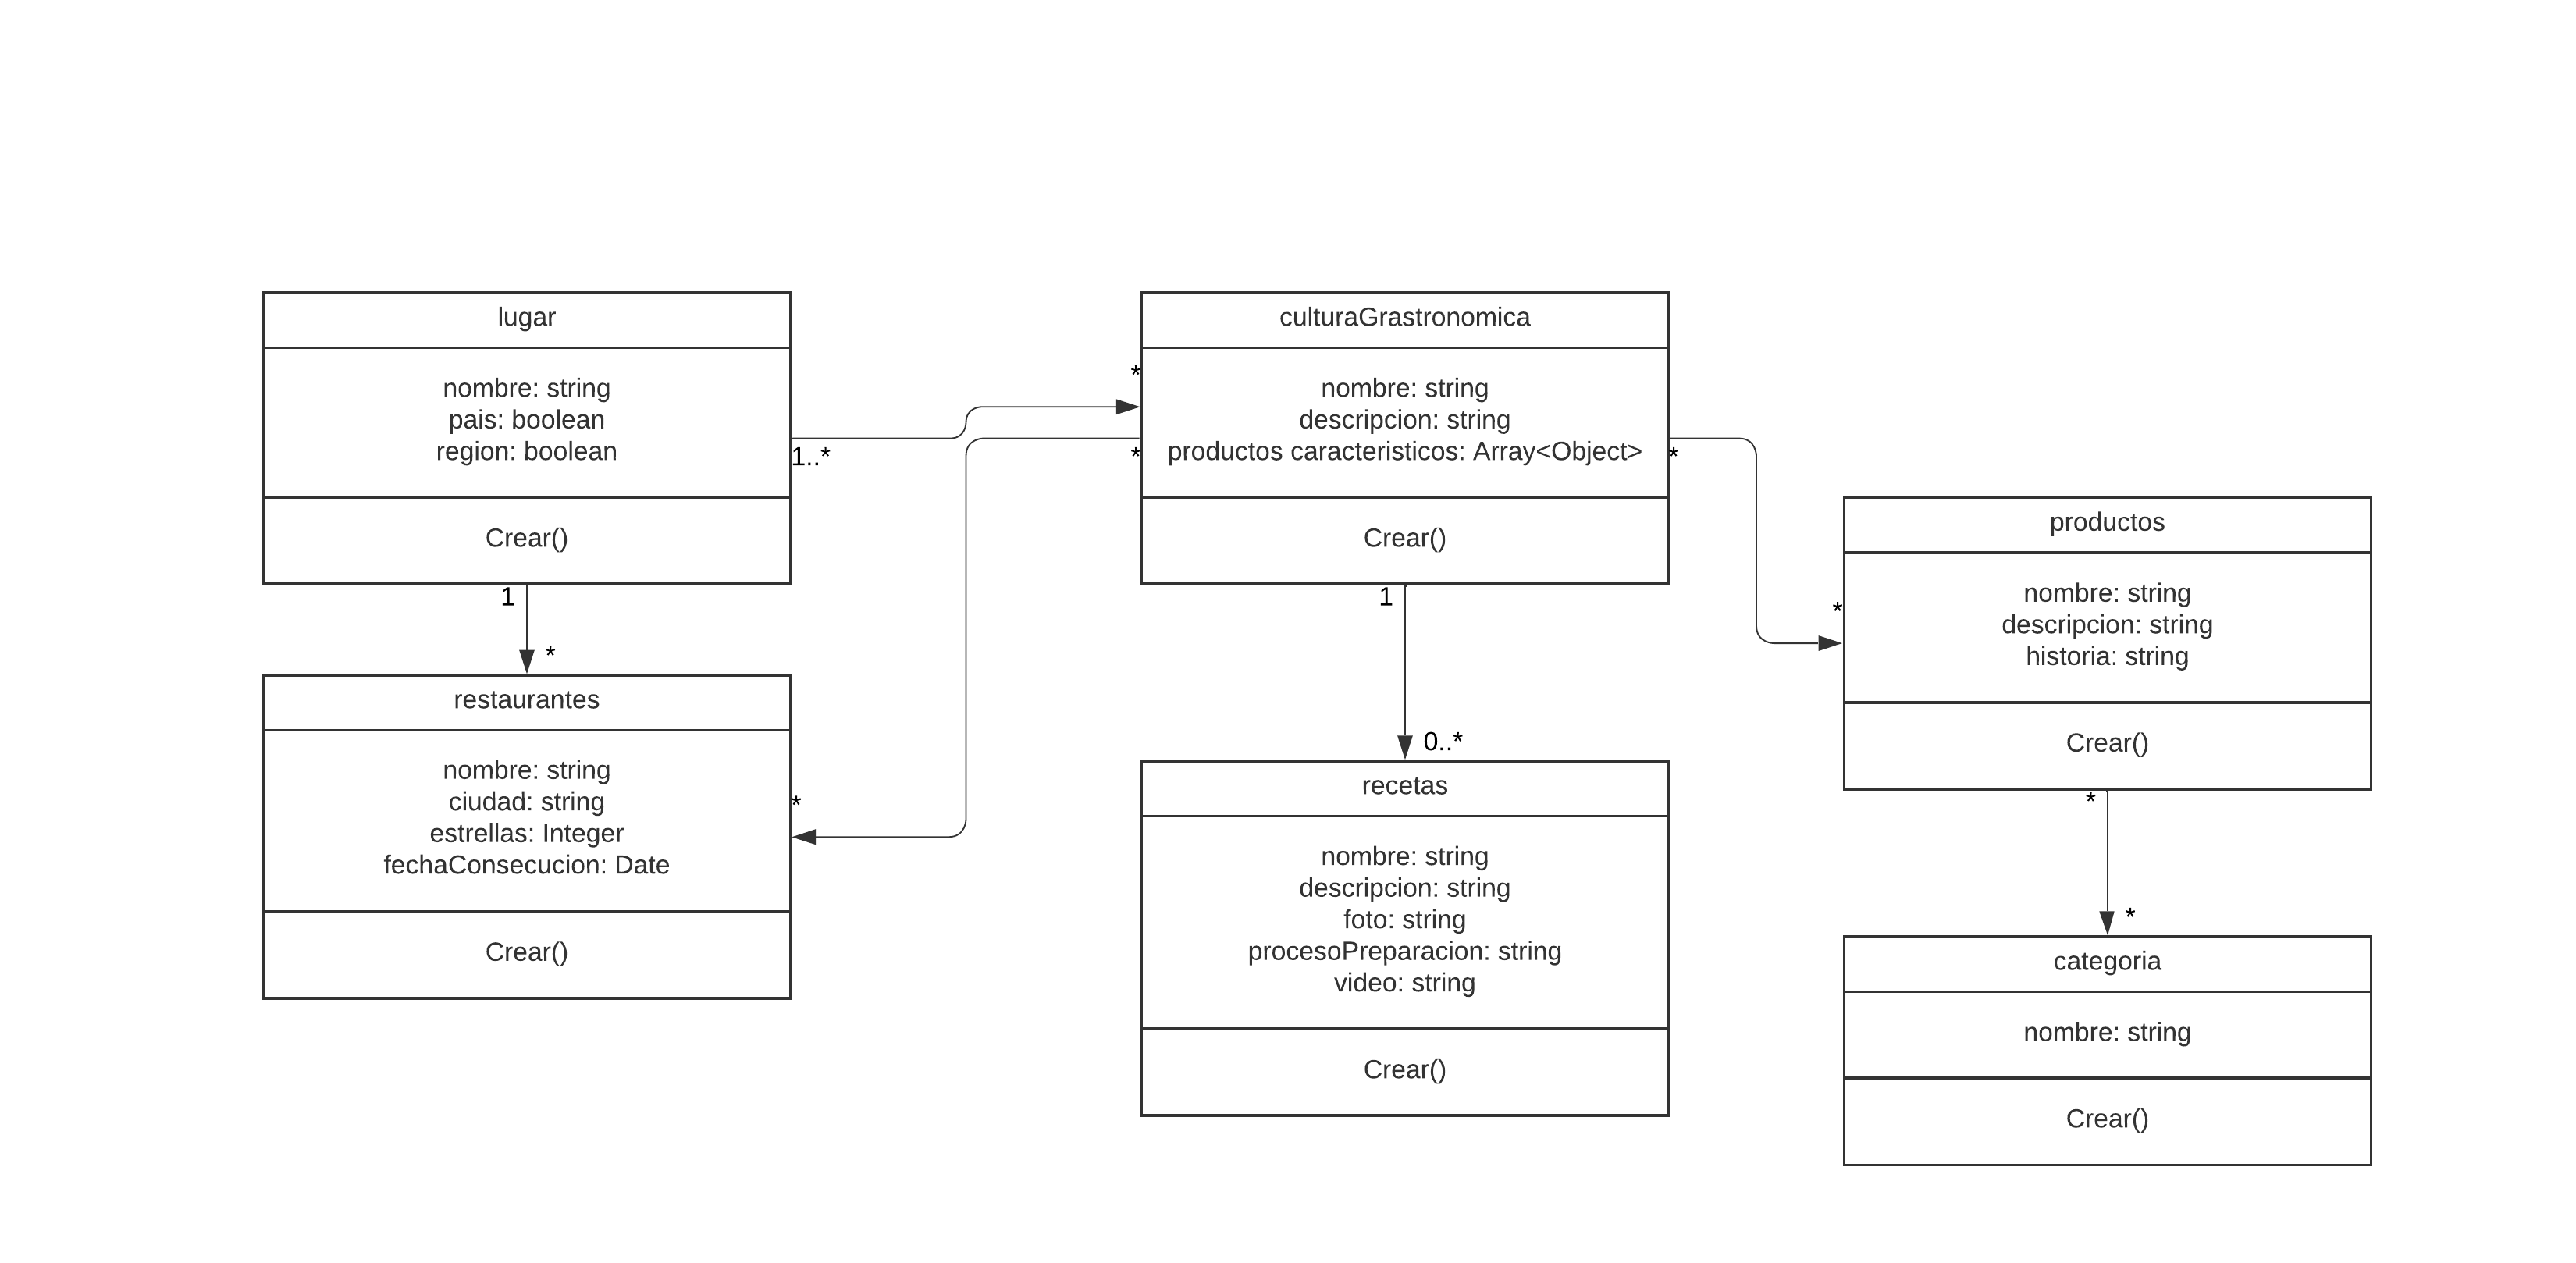 lugar
nombre: string
pais: boolean
region: boolean
Crear()
1..*
*
1
*
restaurantes
nombre: string
ciudad: string
estrellas: Integer
fechaConsecucion: Date
Crear()
*
*
culturaGrastronomica
nombre: string
descripcion: string
productos caracteristicos: Array<Object>
Crear()
1
0..*
recetas
nombre: string
descripcion: string
foto: string
procesoPreparacion: string
video: string
Crear()
*
*
productos
nombre: string
descripcion: string
historia: string
Crear()
*
*
categoria
nombre: string
Crear()